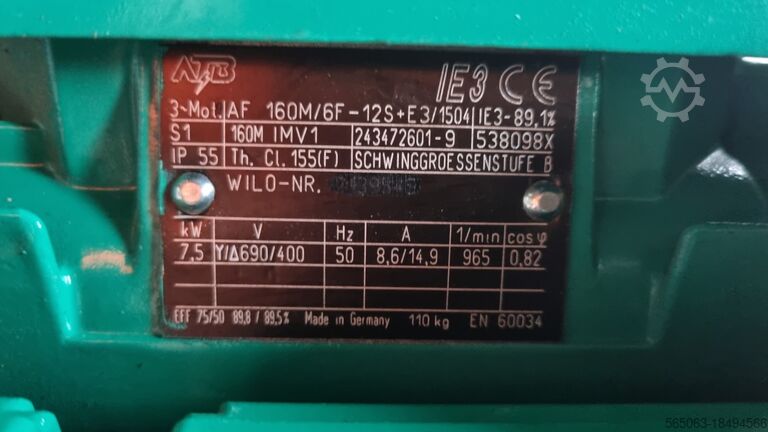 ATB IE3 CE
3~Mot. IAF 160M/6F-12S+E3/1504 IE3-89,1%
S1 160M IMV1 243472601-9 538098X
IP 55 Th. Cl. 155(F) SCHWINGGROESSENSTUFE B
WILO-NR.
kW V Hz A 1/min cos φ
7,5 Y/Δ690/400 50 8,6/14,9 965 0,82
EFF 75/50 89,8 / 89,5% Made in Germany 110 kg EN 60034
565063-18494566